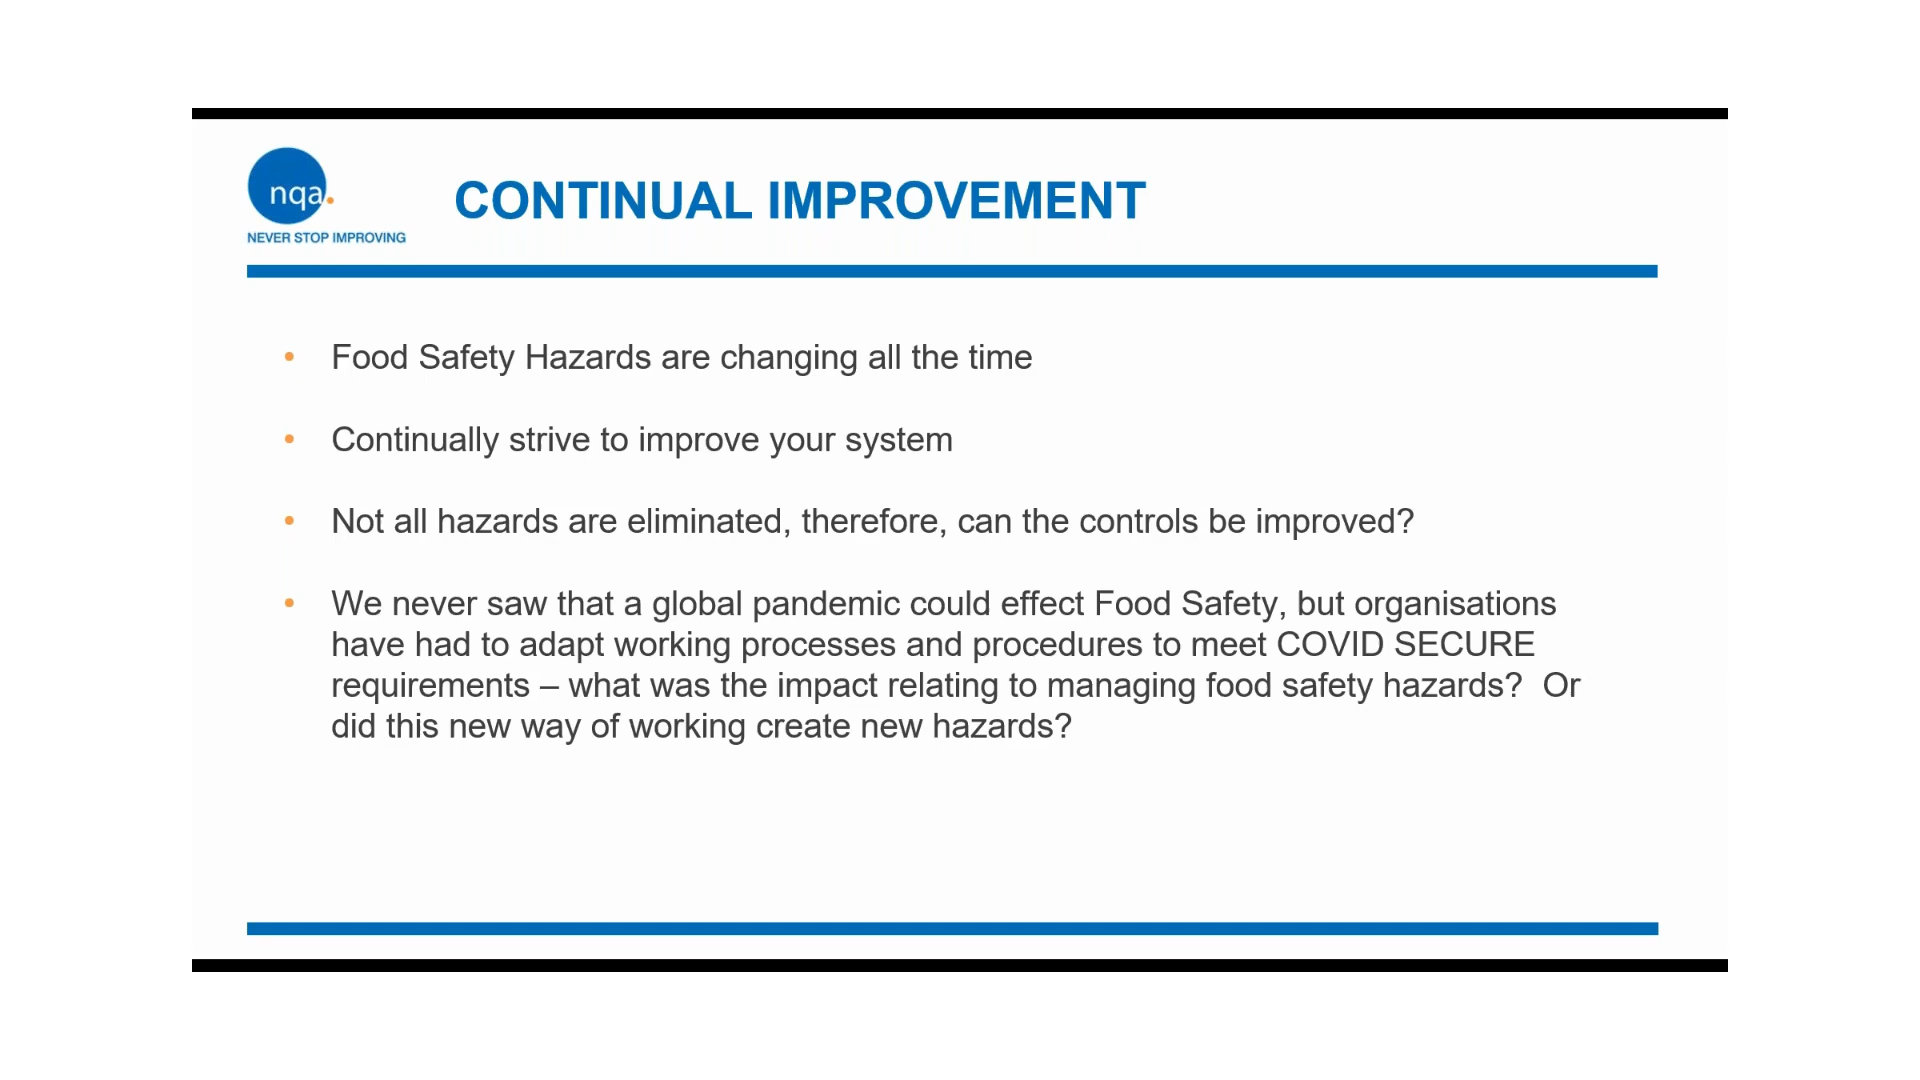 nqa.
NEVER STOP IMPROVING
CONTINUAL IMPROVEMENT
• Food Safety Hazards are changing all the time
• Continually strive to improve your system
• Not all hazards are eliminated, therefore, can the controls be improved?
• We never saw that a global pandemic could effect Food Safety, but organisations
have had to adapt working processes and procedures to meet COVID SECURE
requirements – what was the impact relating to managing food safety hazards?  Or
did this new way of working create new hazards?